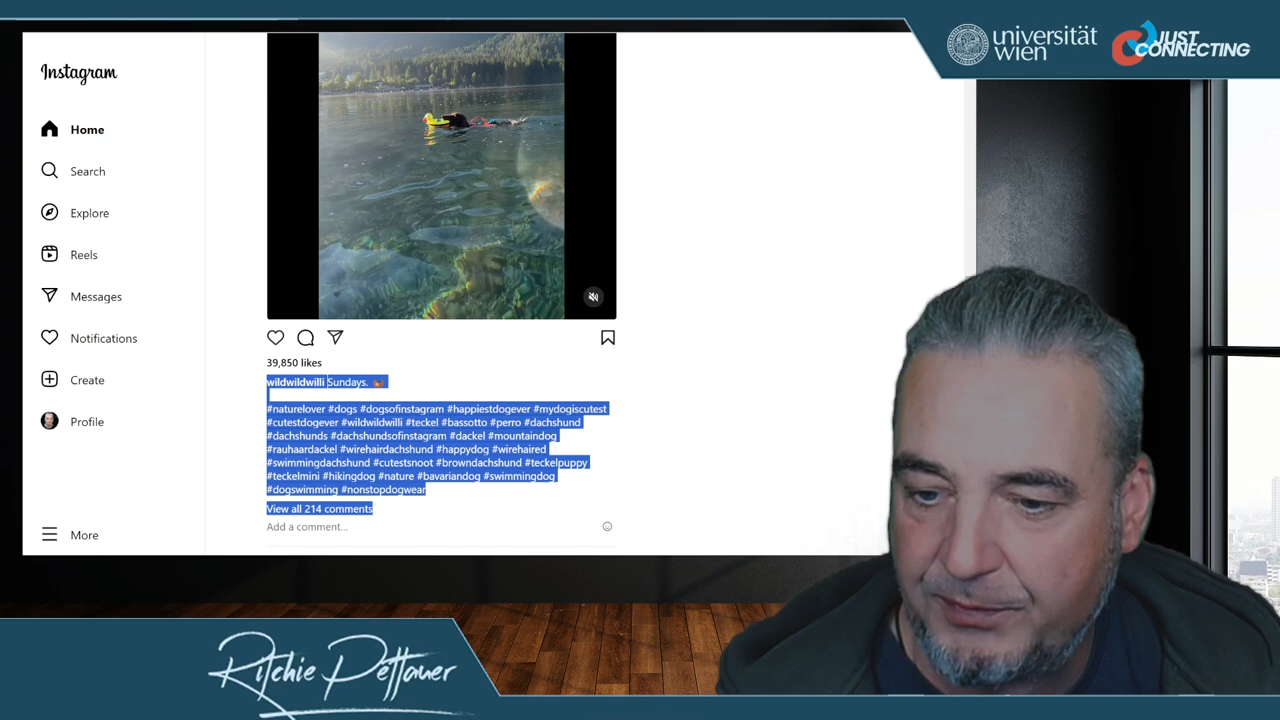 universität
wien
JUST
CONNECTING
Instagram
Home
Search
Explore
Reels
Messages
Notifications
Create
Profile
More
39,850 likes
wildwildwilli Sundays.
#naturelover #dogs #dogsofinstagram #happiestdogever #mydogiscutest
#cutestdogever #wildwildwilli #teckel #bassotto #perro #dachshund
#dachshunds #dachshundsofinstagram #dackel #mountaindog
#rauhaardackel #wirehairdachshund #happydog #wirehaired
#swimmingdachshund #cutestsnoot #browndachshund #teckelpuppy
#teckelmini #hikingdog #nature #bavariandog #swimmingdog
#dogswimming #nonstopdogwear
View all 214 comments
Add a comment...
Ritchie Pettauer